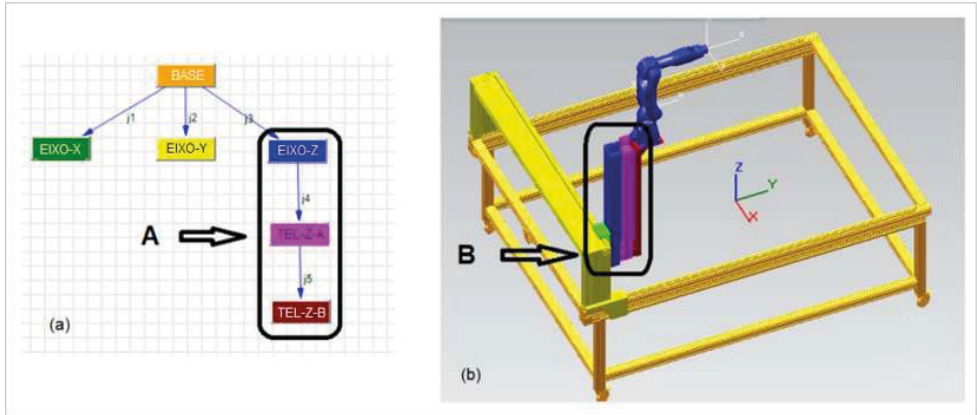 BASE
j1
j2
j3
EIXO-X
EIXO-Y
EIXO-Z
j4
A
TEL-Z-A
j5
TEL-Z-B
(a)
Z
Y
X
B
(b)